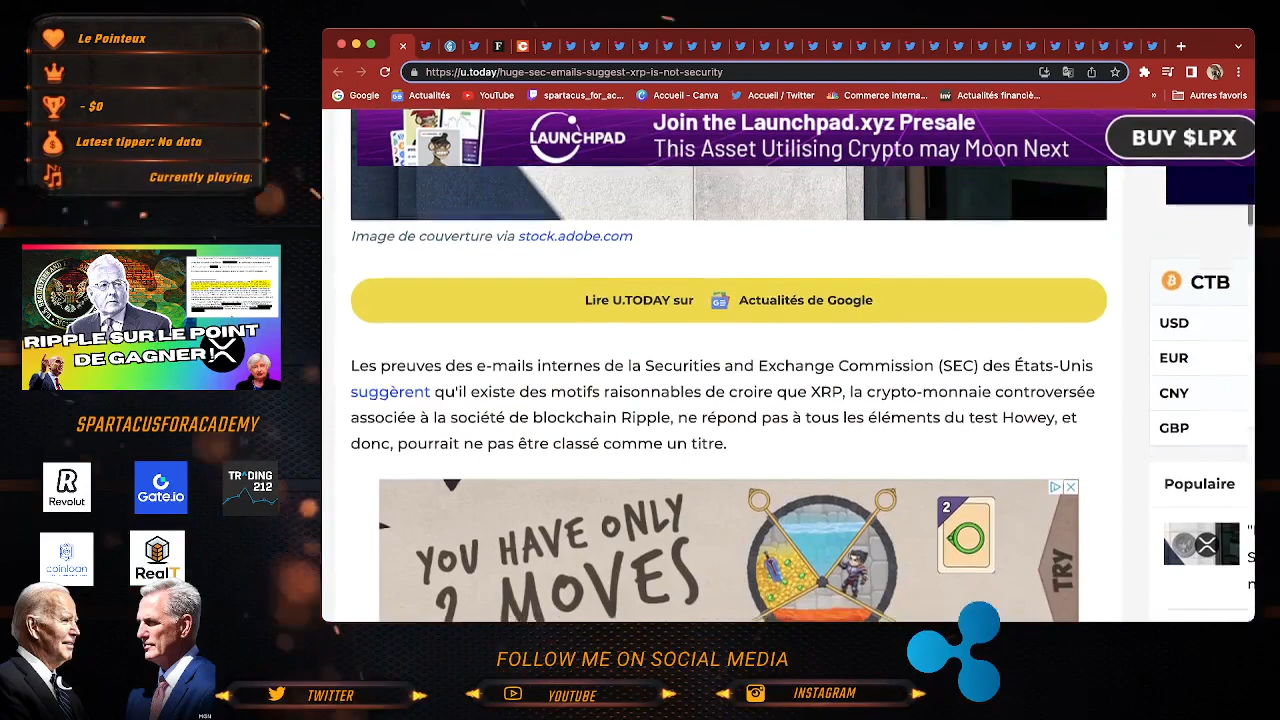 Le Pointeux
- $0
Latest tipper: No data
Currently playing:
RIPPLE SUR LE POINT
DE GAGNER !
SPARTACUSFORACADEMY
Revolut
Gate.io
TRADING
212
coinloan
RealT
MGN
https://u.today/huge-sec-emails-suggest-xrp-is-not-security
Google
Actualités
YouTube
spartacus_for_ac...
Accueil - Canva
Accueil / Twitter
Commerce interna...
Actualités financiè...
»
Autres favoris
LAUNCHPAD
Join the Launchpad.xyz Presale
This Asset Utilising Crypto may Moon Next
BUY $LPX
Image de couverture via stock.adobe.com
Lire U.TODAY sur Actualités de Google
Les preuves des e-mails internes de la Securities and Exchange Commission (SEC) des États-Unis
suggèrent qu'il existe des motifs raisonnables de croire que XRP, la crypto-monnaie controversée
associée à la société de blockchain Ripple, ne répond pas à tous les éléments du test Howey, et
donc, pourrait ne pas être classé comme un titre.
YOU HAVE ONLY
2 MOVES
2
TRY
CTB
USD
EUR
CNY
GBP
Populaire
FOLLOW ME ON SOCIAL MEDIA
TWITTER
YOUTUBE
INSTAGRAM